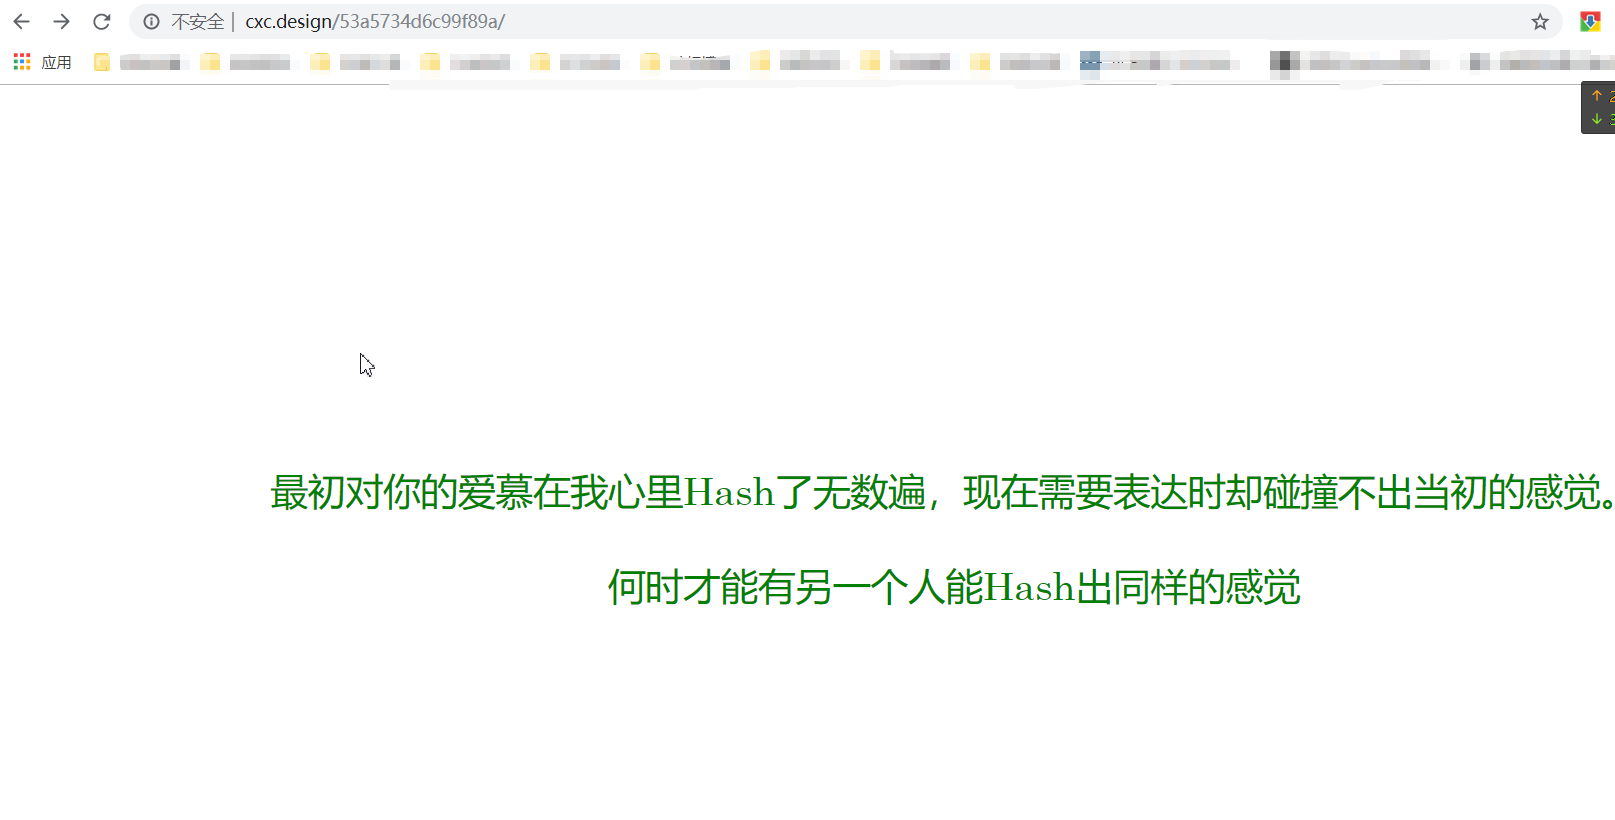 不安全 | cxc.design/53a5734d6c99f89a/
应用
最初对你的爱慕在我心里Hash了无数遍，现在需要表达时却碰撞不出当初的感觉。
何时才能有另一个人能Hash出同样的感觉